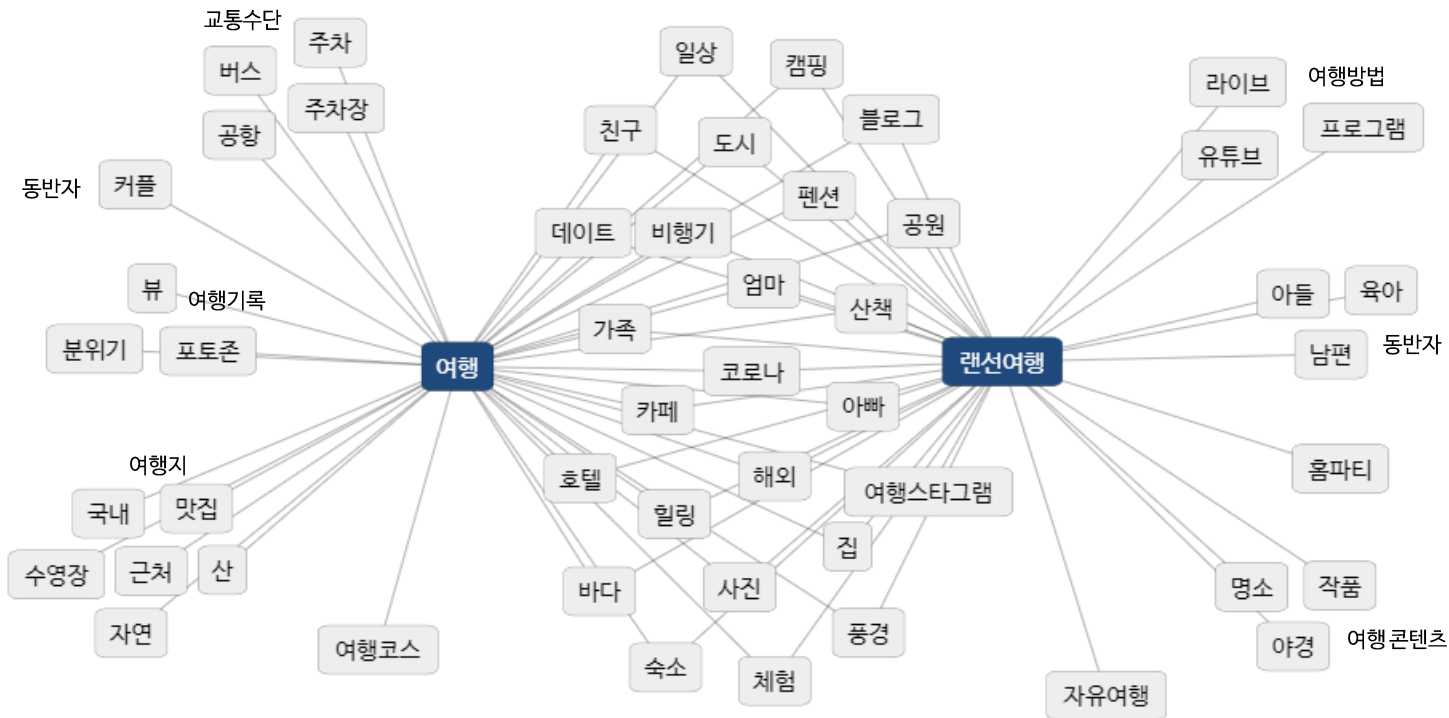 교통수단
주차
버스
주차장
공항
동반자
커플
뷰
여행기록
분위기
포토존
여행
여행지
국내
맛집
수영장
근처
산
자연
여행코스
일상
캠핑
친구
도시
블로그
펜션
데이트
비행기
공원
엄마
산책
가족
코로나
카페
아빠
호텔
해외
여행스타그램
힐링
집
바다
사진
풍경
숙소
체험
랜선여행
라이브
여행방법
프로그램
유튜브
아들
육아
남편
동반자
홈파티
명소
작품
야경
여행 콘텐츠
자유여행